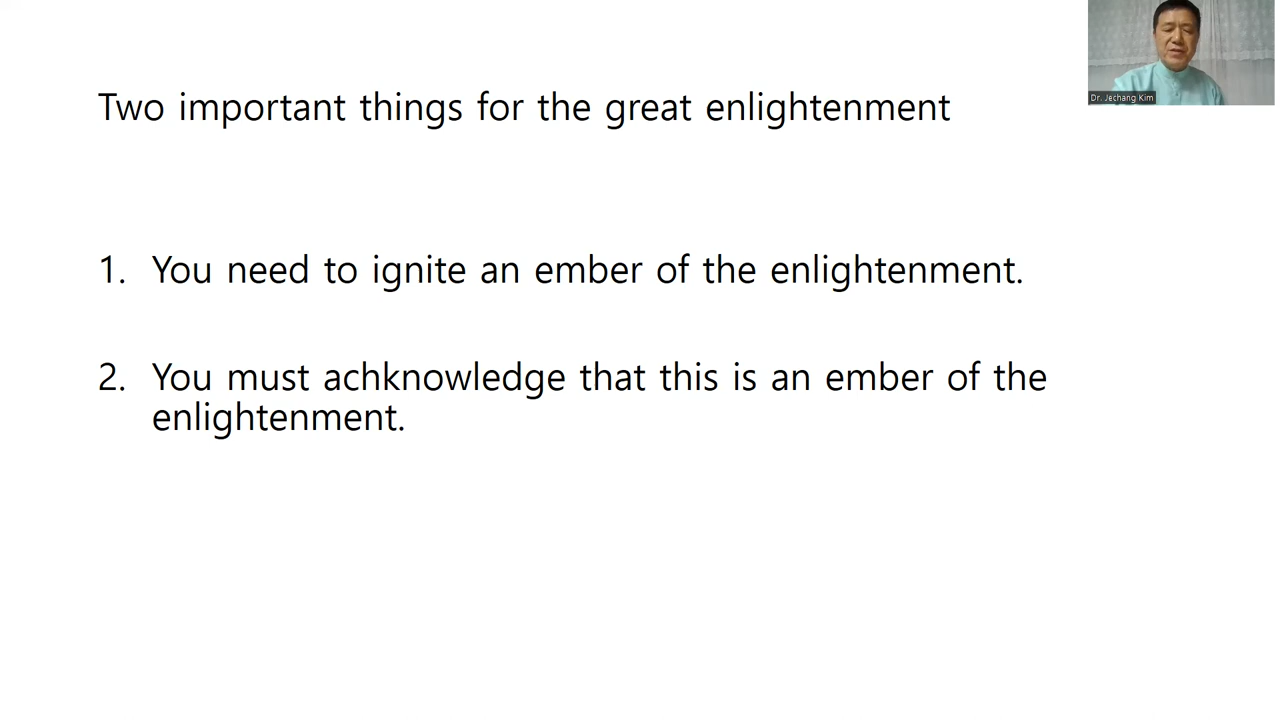 Two important things for the great enlightenment
Dr. Jechang Kim
1. You need to ignite an ember of the enlightenment.
2. You must achknowledge that this is an ember of the
enlightenment.